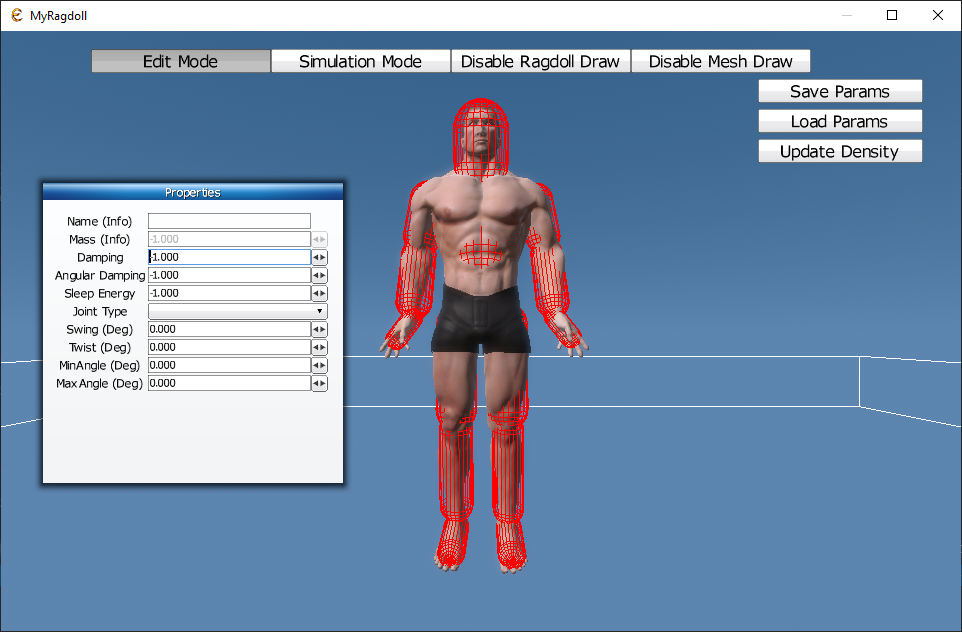 MyRagdoll
Edit Mode Simulation Mode Disable Ragdoll Draw Disable Mesh Draw
Save Params
Load Params
Update Density
Properties
Name (Info)
Mass (Info) -1.000
Damping -1.000
Angular Damping -1.000
Sleep Energy -1.000
Joint Type
Swing (Deg) 0.000
Twist (Deg) 0.000
MinAngle (Deg) 0.000
MaxAngle (Deg) 0.000